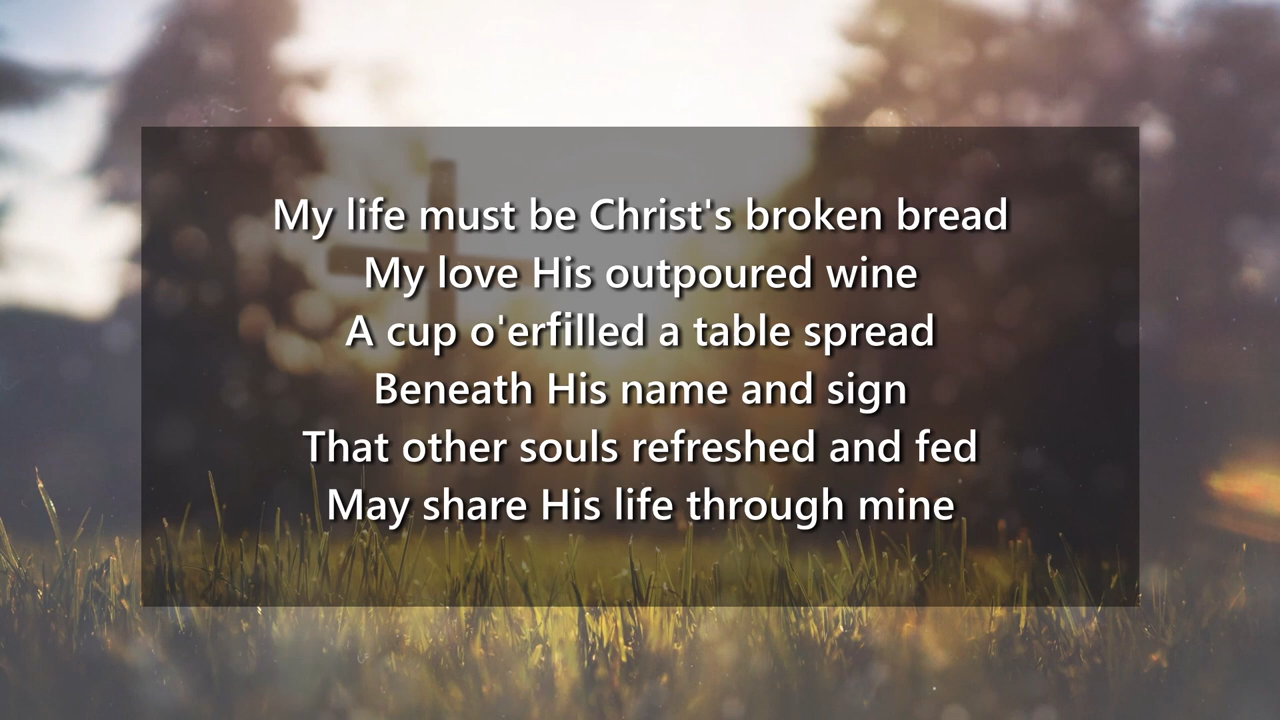 My life must be Christ's broken bread
My love His outpoured wine
A cup o'erfilled a table spread
Beneath His name and sign
That other souls refreshed and fed
May share His life through mine